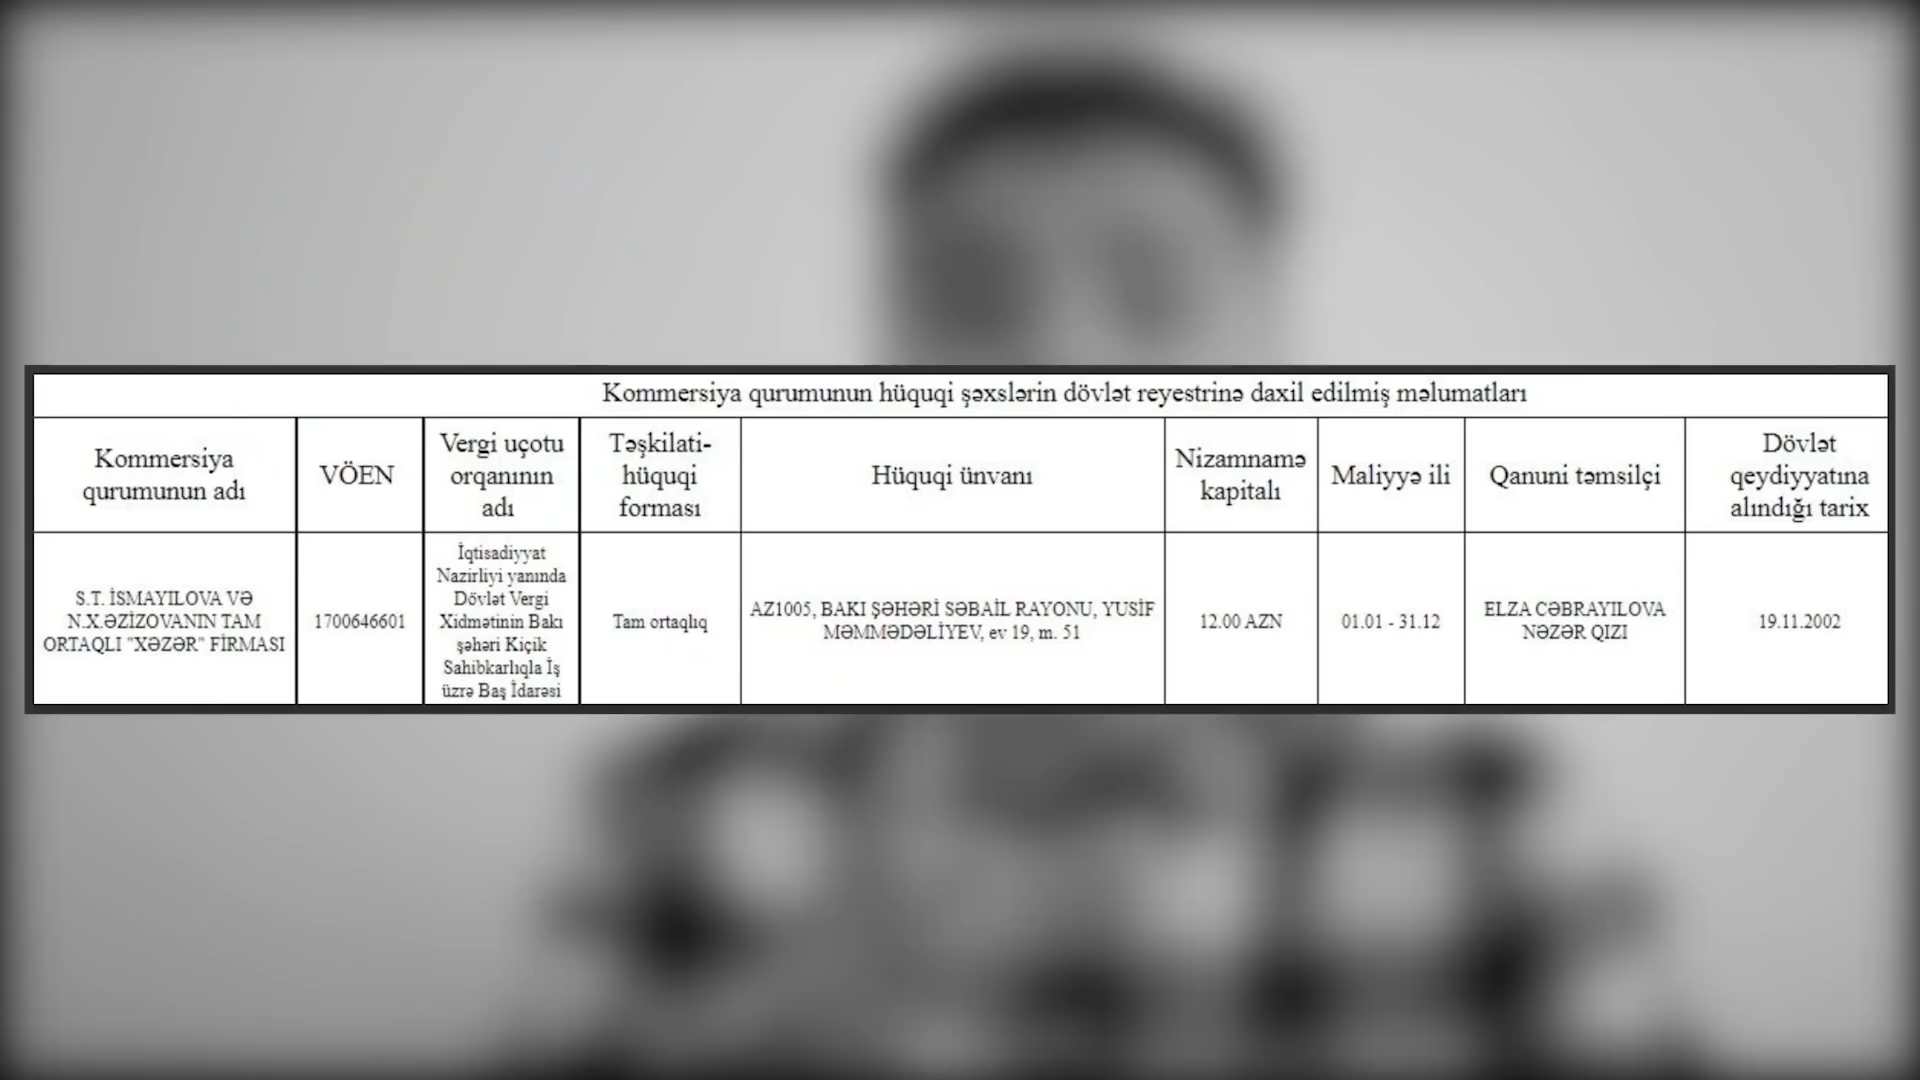 Kommersiya qurumunun hüquqi şəxslərin dövlət reyestrinə daxil edilmiş məlumatları
Kommersiya
qurumunun adı
VÖEN
Vergi uçotu
orqanının
adı
Təşkilati-
hüquqi
forması
Hüquqi ünvanı
Nizamnamə
kapitalı
Maliyyə ili
Qanuni təmsilçi
Dövlət
qeydiyyatına
alındığı tarix
S.T. İSMAYILOVA VƏ
N.X.ƏZİZOVANIN TAM
ORTAQLI "XƏZƏR" FİRMASI
1700646601
İqtisadiyyat
Nazirliyi yanında
Dövlət Vergi
Xidmətinin Bakı
şəhəri Kiçik
Sahibkarlıqla İş
üzrə Baş İdarəsi
Tam ortaqlıq
AZ1005, BAKI ŞƏHƏRİ SƏBAİL RAYONU, YUSİF
MƏMMƏDƏLİYEV, ev 19, m. 51
12.00 AZN
01.01 - 31.12
ELZA CƏBRAYILOVA
NƏZƏR QIZI
19.11.2002